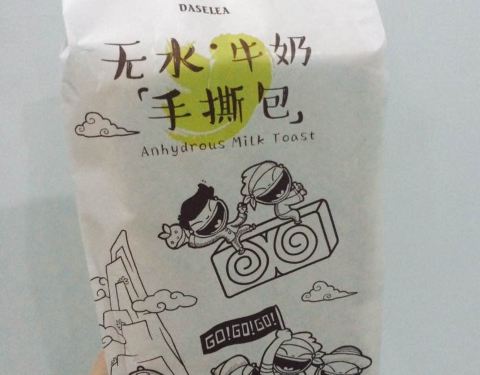 DASELEA
无水·牛奶
「手撕包」
Anhydrous Milk Toast
GO!GO!GO!